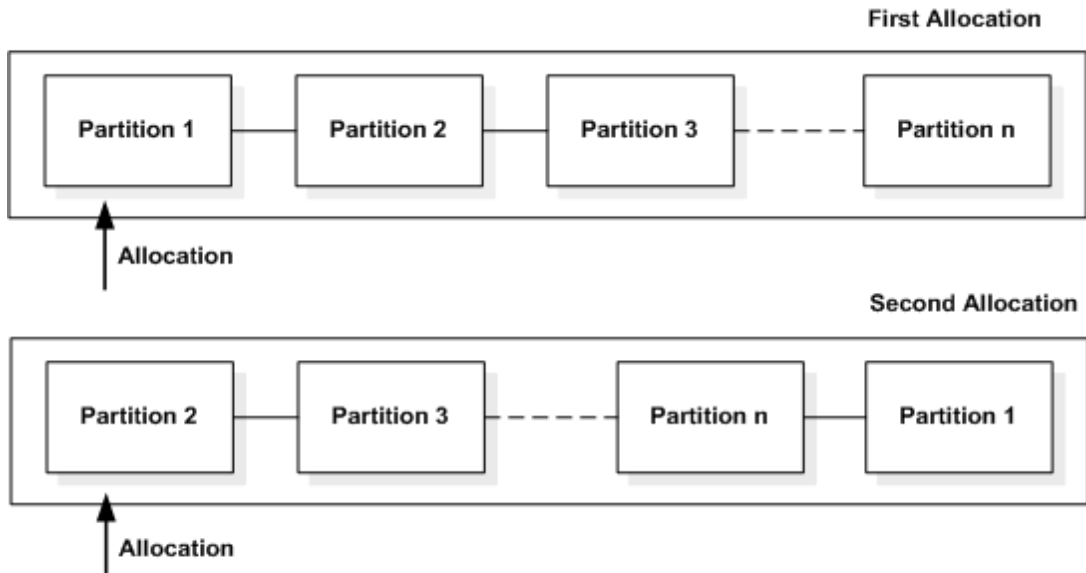 First Allocation
Partition 1
Partition 2
Partition 3
Partition n
Allocation
Second Allocation
Partition 2
Partition 3
Partition n
Partition 1
Allocation